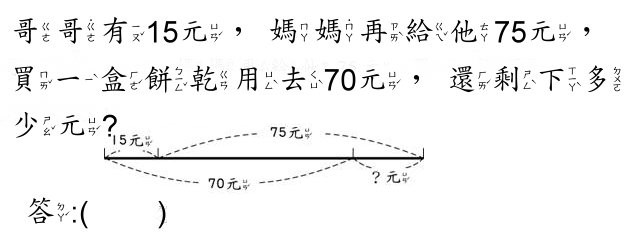 哥哥有15元，媽媽再給他75元，
買一盒餅乾用去70元，還剩下多
少元?
15元 75元
70元 ?元
答:( )